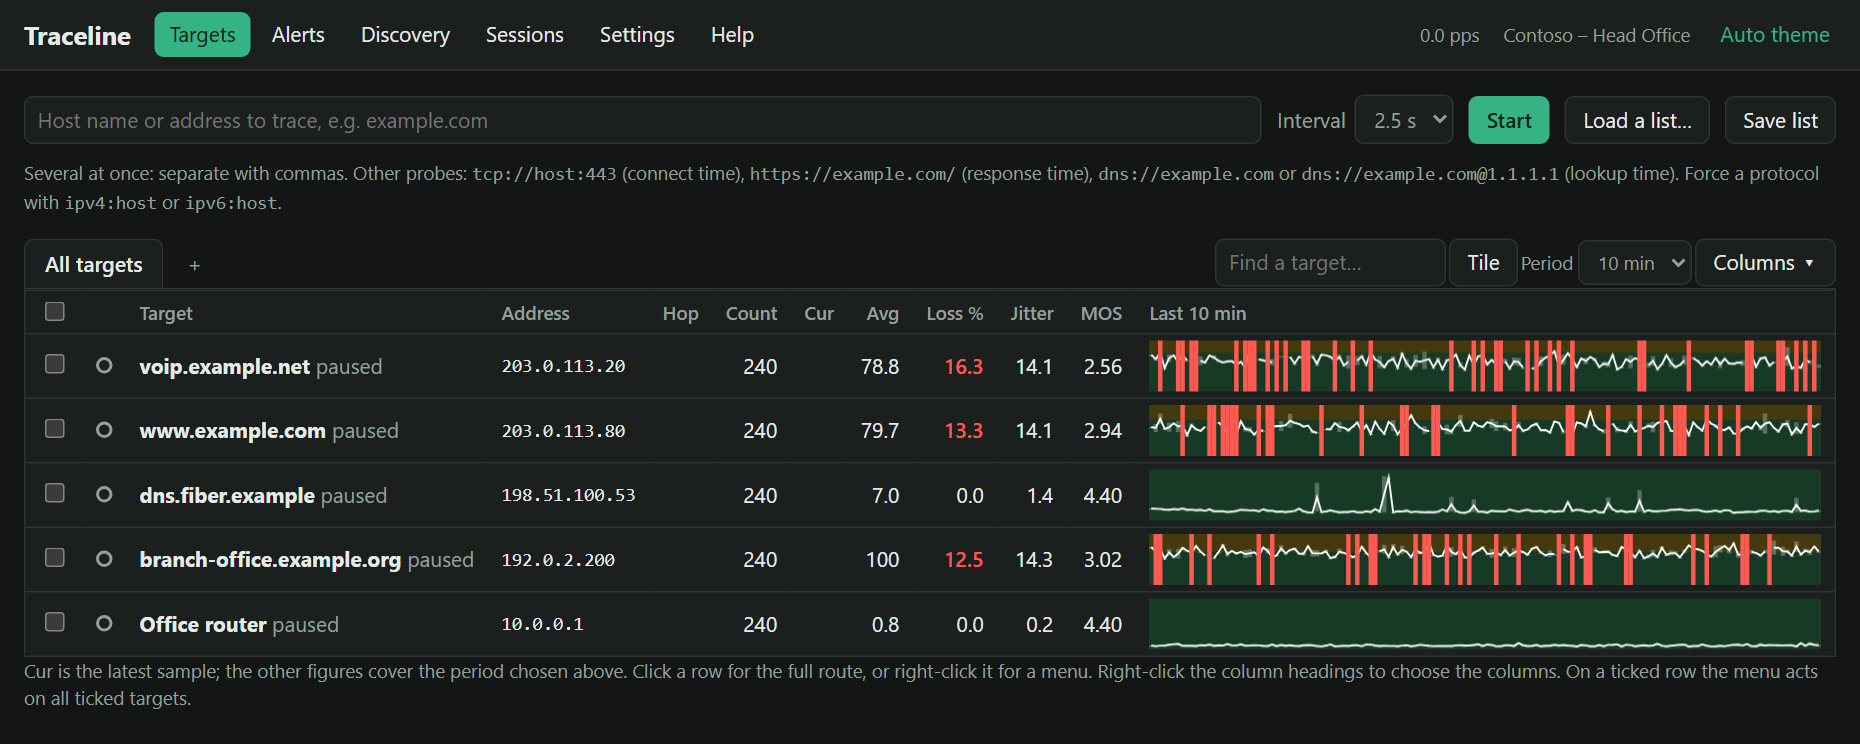 Traceline Targets Alerts Discovery Sessions Settings Help 0.0 pps Contoso – Head Office Auto theme
Host name or address to trace, e.g. example.com Interval 2.5 s Start Load a list... Save list
Several at once: separate with commas. Other probes: tcp://host:443 (connect time), https://example.com/ (response time), dns://example.com or dns://example.com@1.1.1.1 (lookup time). Force a protocol
with ipv4:host or ipv6:host.
All targets + Find a target... Tile Period 10 min Columns
Target Address Hop Count Cur Avg Loss % Jitter MOS Last 10 min
voip.example.net paused 203.0.113.20 240 78.8 16.3 14.1 2.56
www.example.com paused 203.0.113.80 240 79.7 13.3 14.1 2.94
dns.fiber.example paused 198.51.100.53 240 7.0 0.0 1.4 4.40
branch-office.example.org paused 192.0.2.200 240 100 12.5 14.3 3.02
Office router paused 10.0.0.1 240 0.8 0.0 0.2 4.40
Cur is the latest sample; the other figures cover the period chosen above. Click a row for the full route, or right-click it for a menu. Right-click the column headings to choose the columns. On a ticked row the menu acts
on all ticked targets.